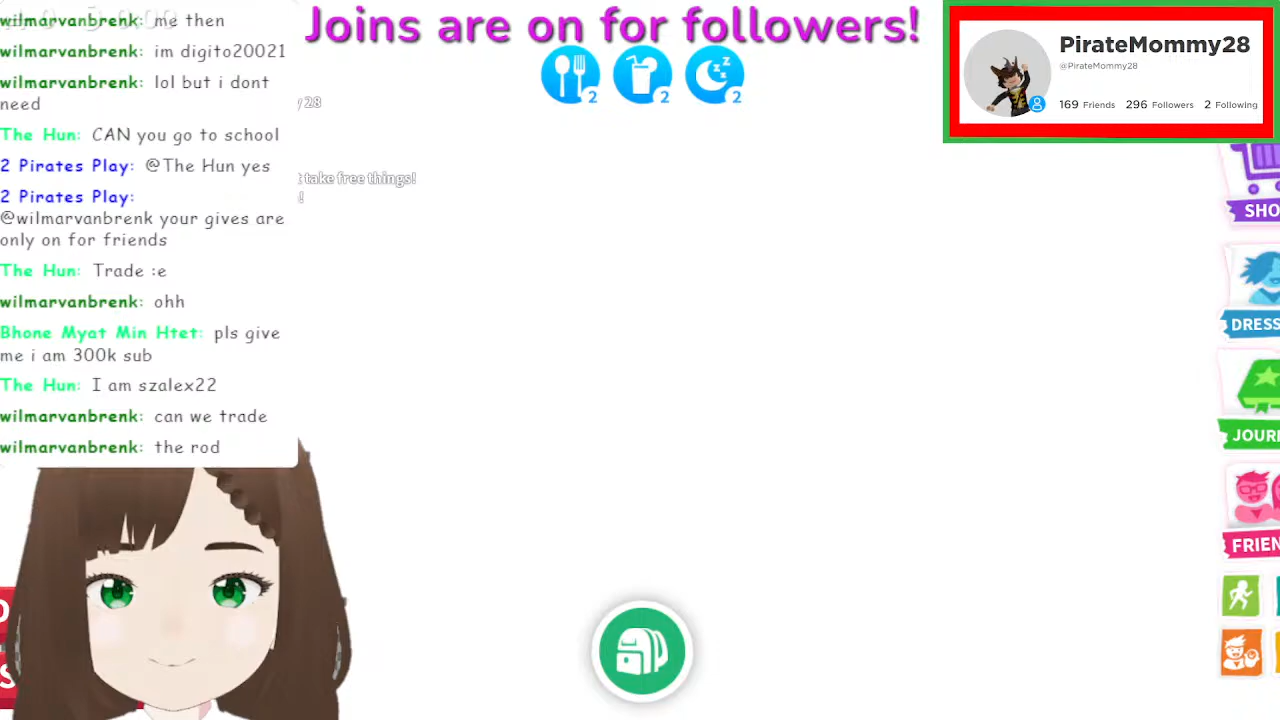 Joins are on for followers!
wilmarvanbrenk: me then
wilmarvanbrenk: im digito20021
wilmarvanbrenk: lol but i dont
need
The Hun: CAN you go to school
2 Pirates Play: @The Hun yes
2 Pirates Play:
@wilmarvanbrenk your gives are
only on for friends
The Hun: Trade :e
wilmarvanbrenk: ohh
Bhone Myat Min Htet: pls give
me i am 300k sub
The Hun: I am szalex22
wilmarvanbrenk: can we trade
wilmarvanbrenk: the rod
28
take free things!
!
2
2
2
PirateMommy28
@PirateMommy28
169 Friends 296 Followers 2 Following
SHO
DRESS
JOUR
FRIEN